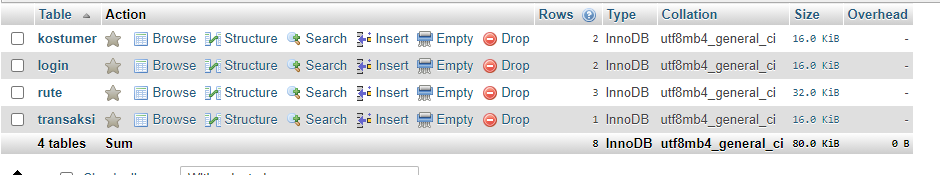 Table Action Rows Type Collation Size Overhead
kostumer Browse Structure Search Insert Empty Drop 2 InnoDB utf8mb4_general_ci 16.0 KiB -
login Browse Structure Search Insert Empty Drop 2 InnoDB utf8mb4_general_ci 16.0 KiB -
rute Browse Structure Search Insert Empty Drop 3 InnoDB utf8mb4_general_ci 32.0 KiB -
transaksi Browse Structure Search Insert Empty Drop 1 InnoDB utf8mb4_general_ci 16.0 KiB -
4 tables Sum 8 InnoDB utf8mb4_general_ci 80.0 KiB 0 B